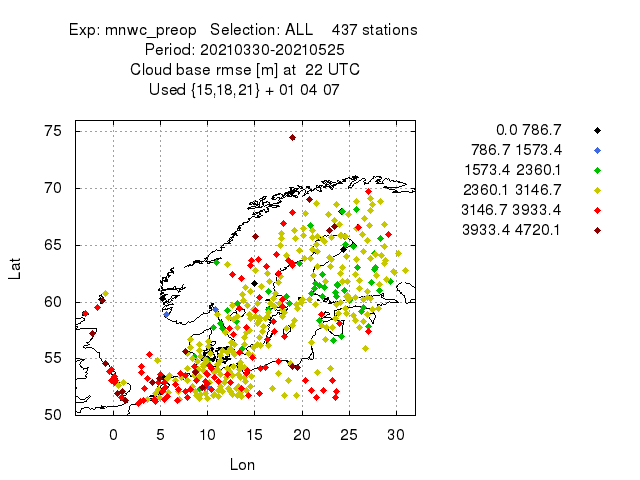 Exp: mnwc_preop Selection: ALL 437 stations
Period: 20210330-20210525
Cloud base rmse [m] at 22 UTC
Used {15,18,21} + 01 04 07
0.0 786.7
786.7 1573.4
1573.4 2360.1
2360.1 3146.7
3146.7 3933.4
3933.4 4720.1
75
70
65
60
55
50
Lat
0 5 10 15 20 25 30
Lon